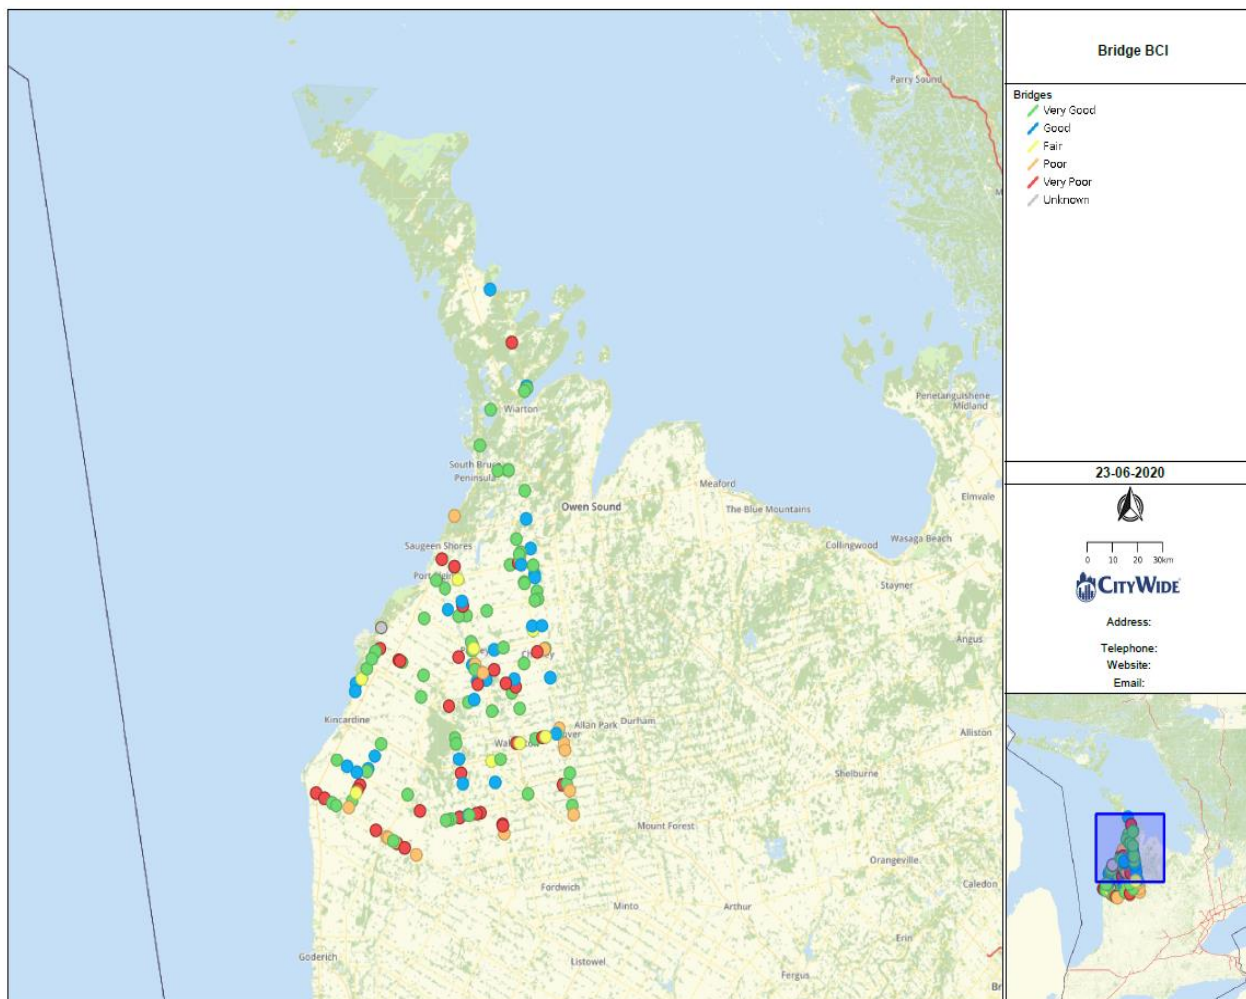 Bridge BCI
Bridges
Very Good
Good
Fair
Poor
Very Poor
Unknown
23-06-2020
0 10 20 30km
CITYWIDE
Address:
Telephone:
Website:
Email:
Parry Sound
Wiarton
Penetanguishene
Midland
South Bruce
Peninsula
Meaford
Elmvale
Owen Sound
The Blue Mountains
Saugeen Shores
Collingwood
Wasaga Beach
Port Elgin
Stayner
Angus
Kincardine
Allan Park
Durham
Alliston
Shelburne
Mount Forest
Orangeville
Fordwich
Caledon
Minto
Arthur
Erin
Goderich
Listowel
Fergus